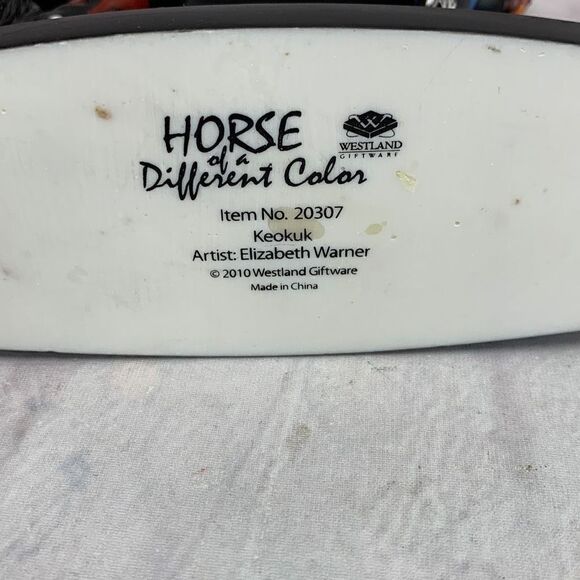 HORSE
of a
Different Color
WESTLAND
GIFTWARE
Item No. 20307
Keokuk
Artist: Elizabeth Warner
© 2010 Westland Giftware
Made in China